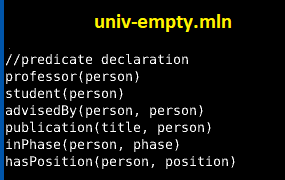 univ-empty.mln
//predicate declaration
professor(person)
student(person)
advisedBy(person, person)
publication(title, person)
inPhase(person, phase)
hasPosition(person, position)